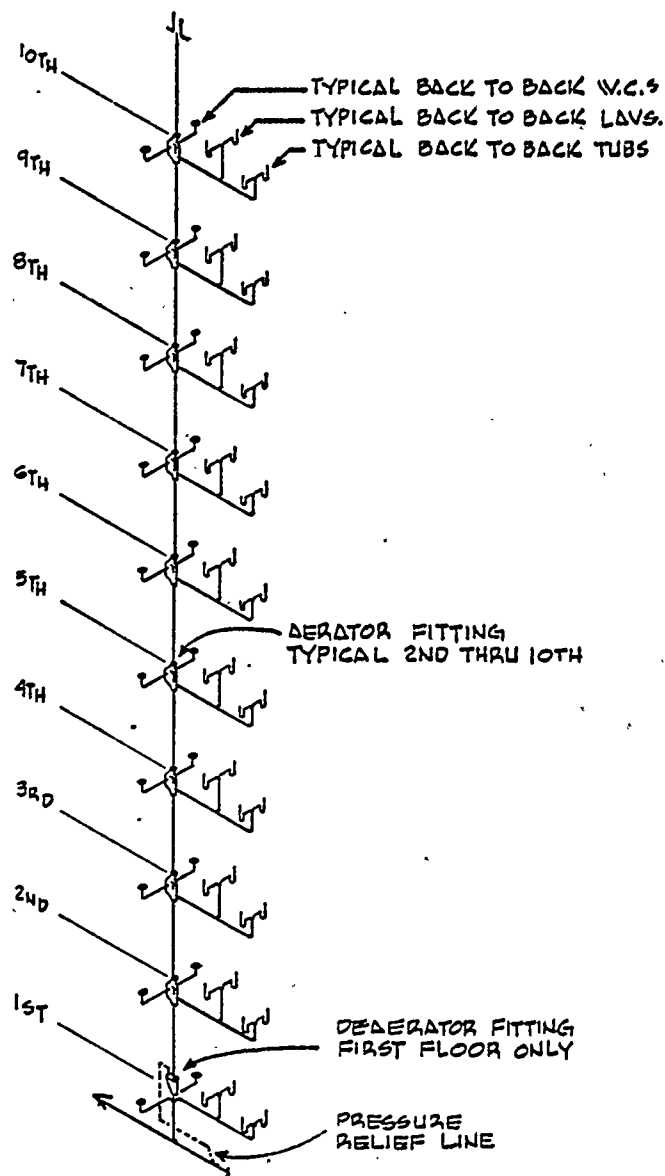 10TH
TYPICAL BACK TO BACK W.C.S
TYPICAL BACK TO BACK LAVS.
TYPICAL BACK TO BACK TUBS
9TH
8TH
7TH
6TH
5TH
AERATOR FITTING
TYPICAL 2ND THRU 10TH
4TH
3RD
2ND
1ST
DEAERATOR FITTING
FIRST FLOOR ONLY
PRESSURE
RELIEF LINE